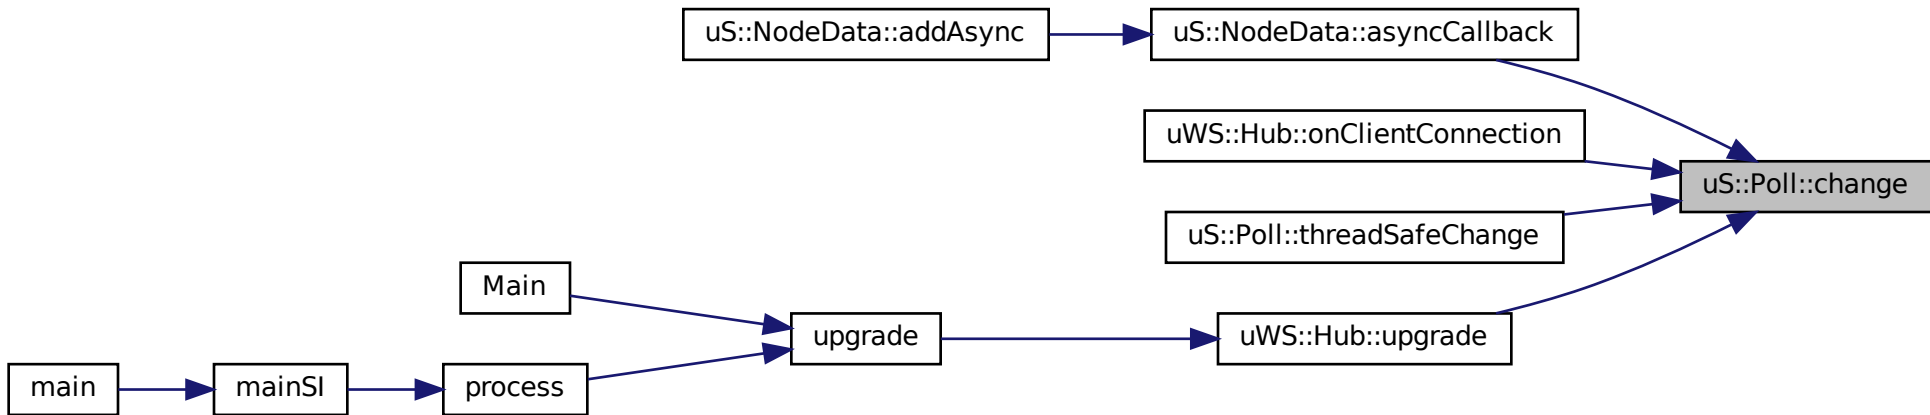 uS::NodeData::addAsync
uS::NodeData::asyncCallback
uWS::Hub::onClientConnection
uS::Poll::change
uS::Poll::threadSafeChange
Main
upgrade
uWS::Hub::upgrade
main
mainSI
process